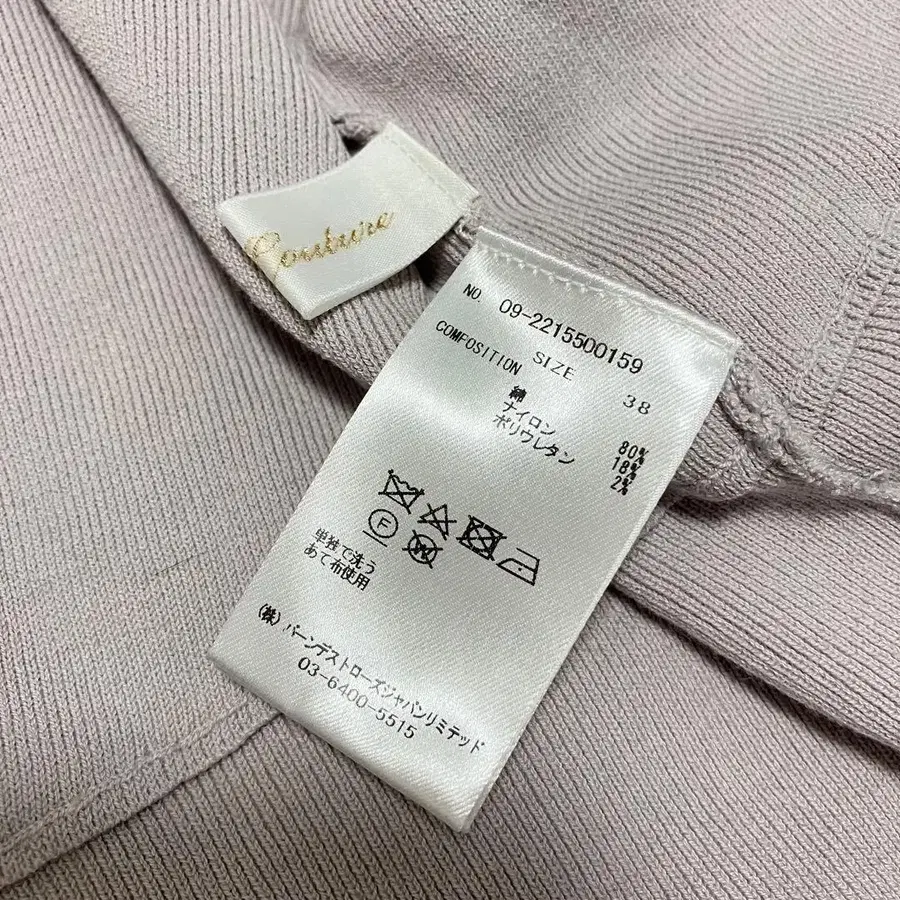 Couture
NO. 09-2215500159
SIZE 38
COMPOSITION
綿 80%
ナイロン 18%
ポリウレタン 2%
F
W
単独で洗う
あて布使用
(株) バーンデストローズジャパンリミテッド
03-6400-5515